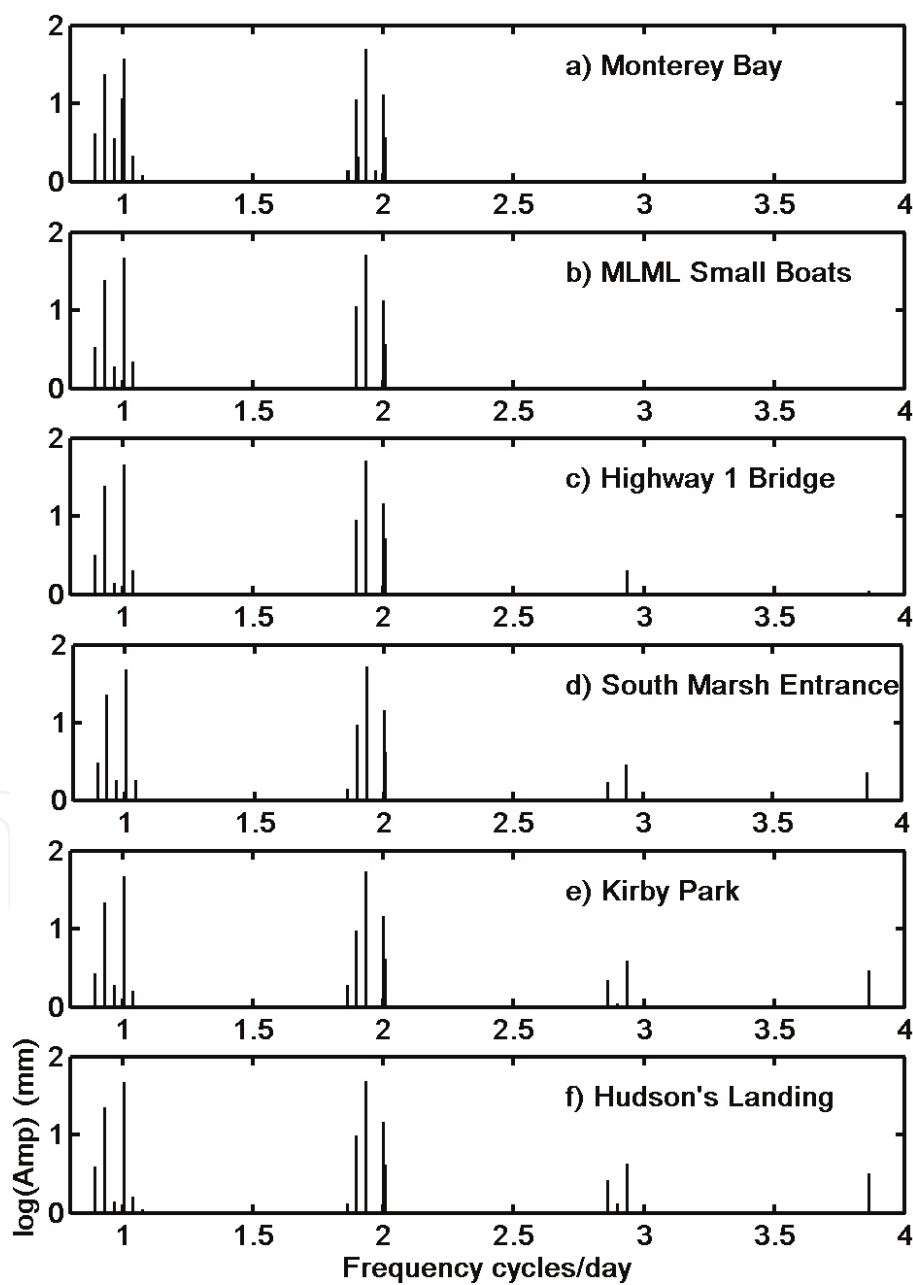 2
a) Monterey Bay
1
0
1 1.5 2 2.5 3 3.5 4
2
b) MLML Small Boats
1
0
1 1.5 2 2.5 3 3.5 4
2
c) Highway 1 Bridge
1
0
1 1.5 2 2.5 3 3.5 4
2
d) South Marsh Entrance
1
0
1 1.5 2 2.5 3 3.5 4
2
e) Kirby Park
1
0
1 1.5 2 2.5 3 3.5 4
2
f) Hudson's Landing
1
0
1 1.5 2 2.5 3 3.5 4
log(Amp) (mm)
Frequency cycles/day